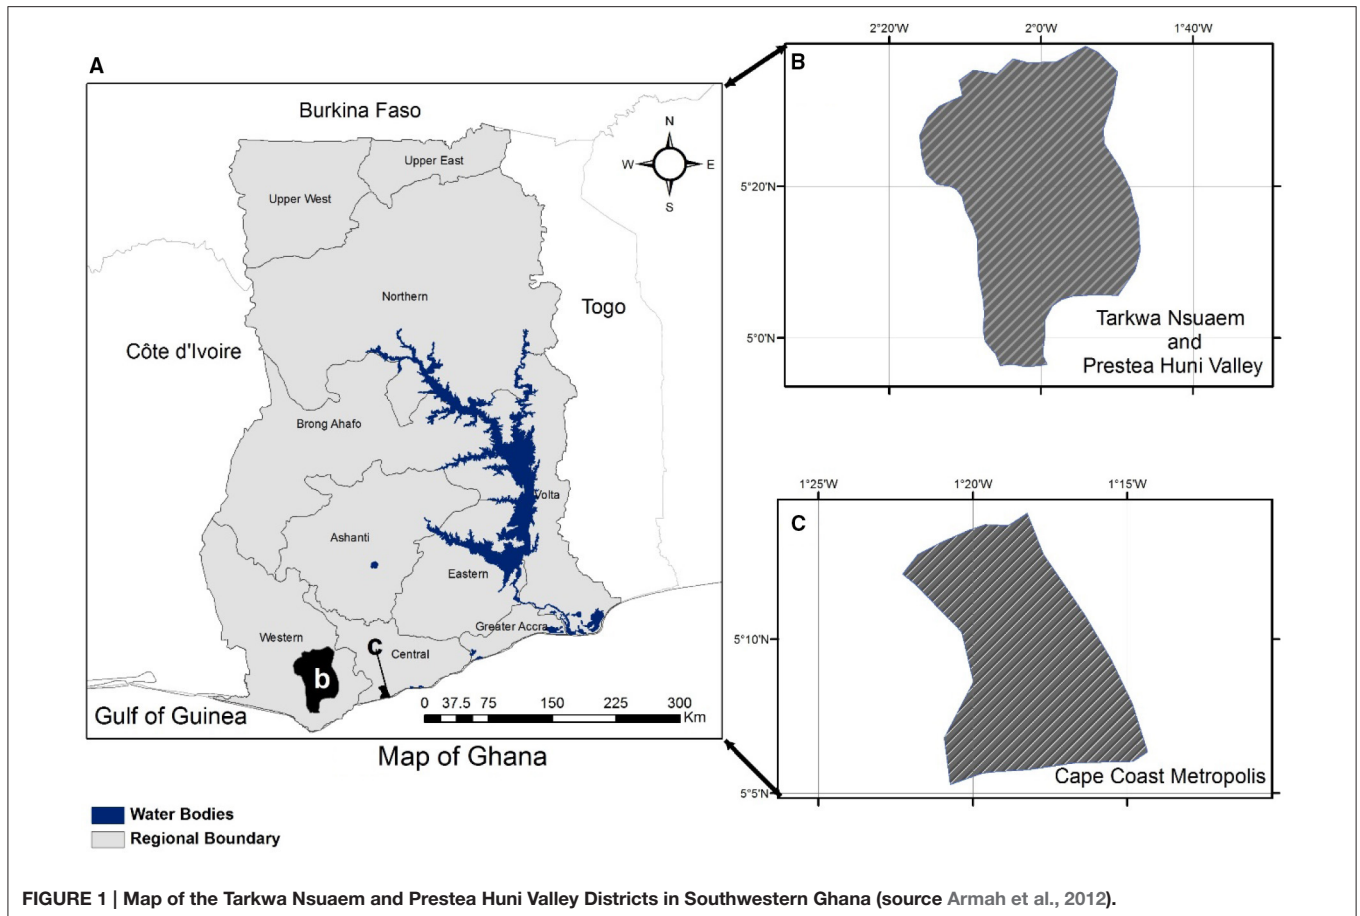 A
Burkina Faso
N
W E
S
Upper East
Upper West
Northern
Togo
Côte d'Ivoire
Brong Ahafo
Volta
Ashanti
Eastern
Greater Accra
Western
C
Central
b
0 37.5 75 150 225 300
Km
Gulf of Guinea
Map of Ghana
Water Bodies
Regional Boundary
2°20'W 2°0'W 1°40'W
B
5°20'N
5°0'N
Tarkwa Nsuaem
and
Prestea Huni Valley
1°25'W 1°20'W 1°15'W
C
5°10'N
5°5'N
Cape Coast Metropolis
FIGURE 1 | Map of the Tarkwa Nsuaem and Prestea Huni Valley Districts in Southwestern Ghana (source Armah et al., 2012).